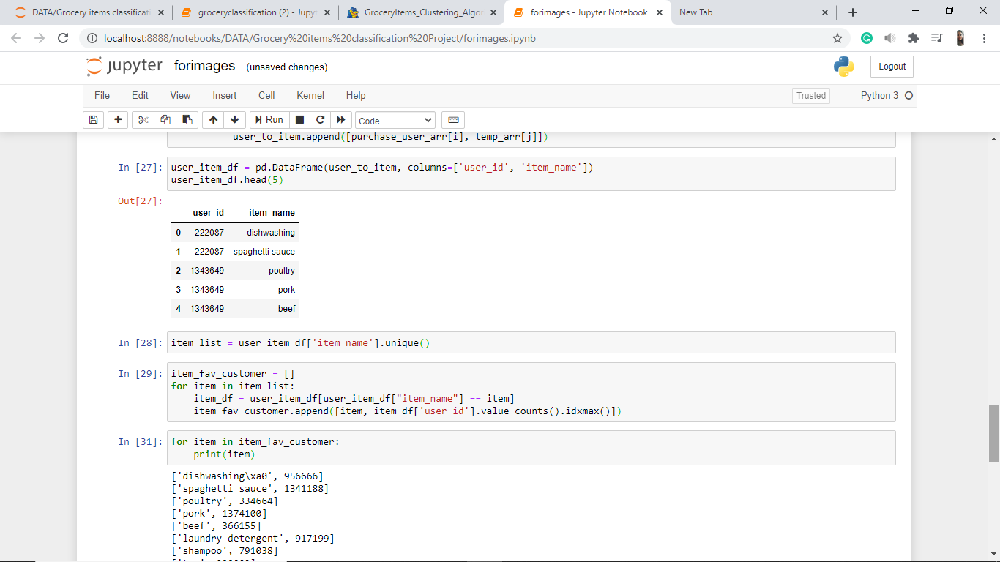 DATA/Grocery items classificati
groceryclassification (2) - Jupyt
GroceryItems_Clustering_Algor
forimages - Jupyter Notebook
New Tab
localhost:8888/notebooks/DATA/Grocery%20items%20classification%20Project/forimages.ipynb
jupyter forimages (unsaved changes)
Logout
File Edit View Insert Cell Kernel Help
Trusted
Python 3
Run
Code
user_to_item.append([purchase_user_arr[i], temp_arr[j]])
In [27]: user_item_df = pd.DataFrame(user_to_item, columns=['user_id', 'item_name'])
user_item_df.head(5)
Out[27]:
user_id item_name
0 222087 dishwashing
1 222087 spaghetti sauce
2 1343649 poultry
3 1343649 pork
4 1343649 beef
In [28]: item_list = user_item_df['item_name'].unique()
In [29]: item_fav_customer = []
for item in item_list:
item_df = user_item_df[user_item_df["item_name"] == item]
item_fav_customer.append([item, item_df['user_id'].value_counts().idxmax()])
In [31]: for item in item_fav_customer:
print(item)
['dishwashing\xa0', 956666]
['spaghetti sauce', 1341188]
['poultry', 334664]
['pork', 1374100]
['beef', 366155]
['laundry detergent', 917199]
['shampoo', 791038]